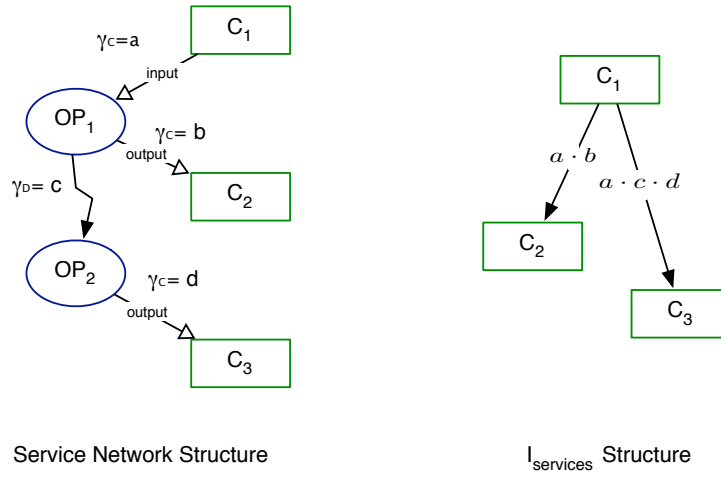 C₁
γC=a
input
OP₁
γC= b
output
C₂
γD= c
OP₂
γC= d
output
C₃
Service Network Structure
C₁
a · b
a · c · d
C₂
C₃
Iservices Structure